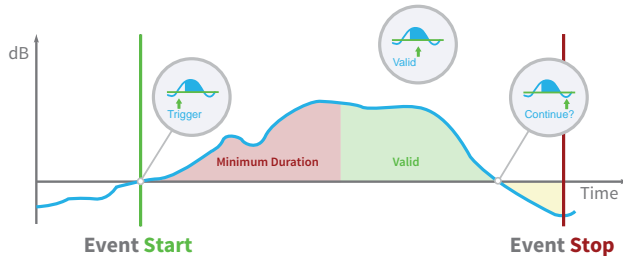 dB
Valid
Trigger
Continue?
Minimum Duration
Valid
Time
Event Start
Event Stop